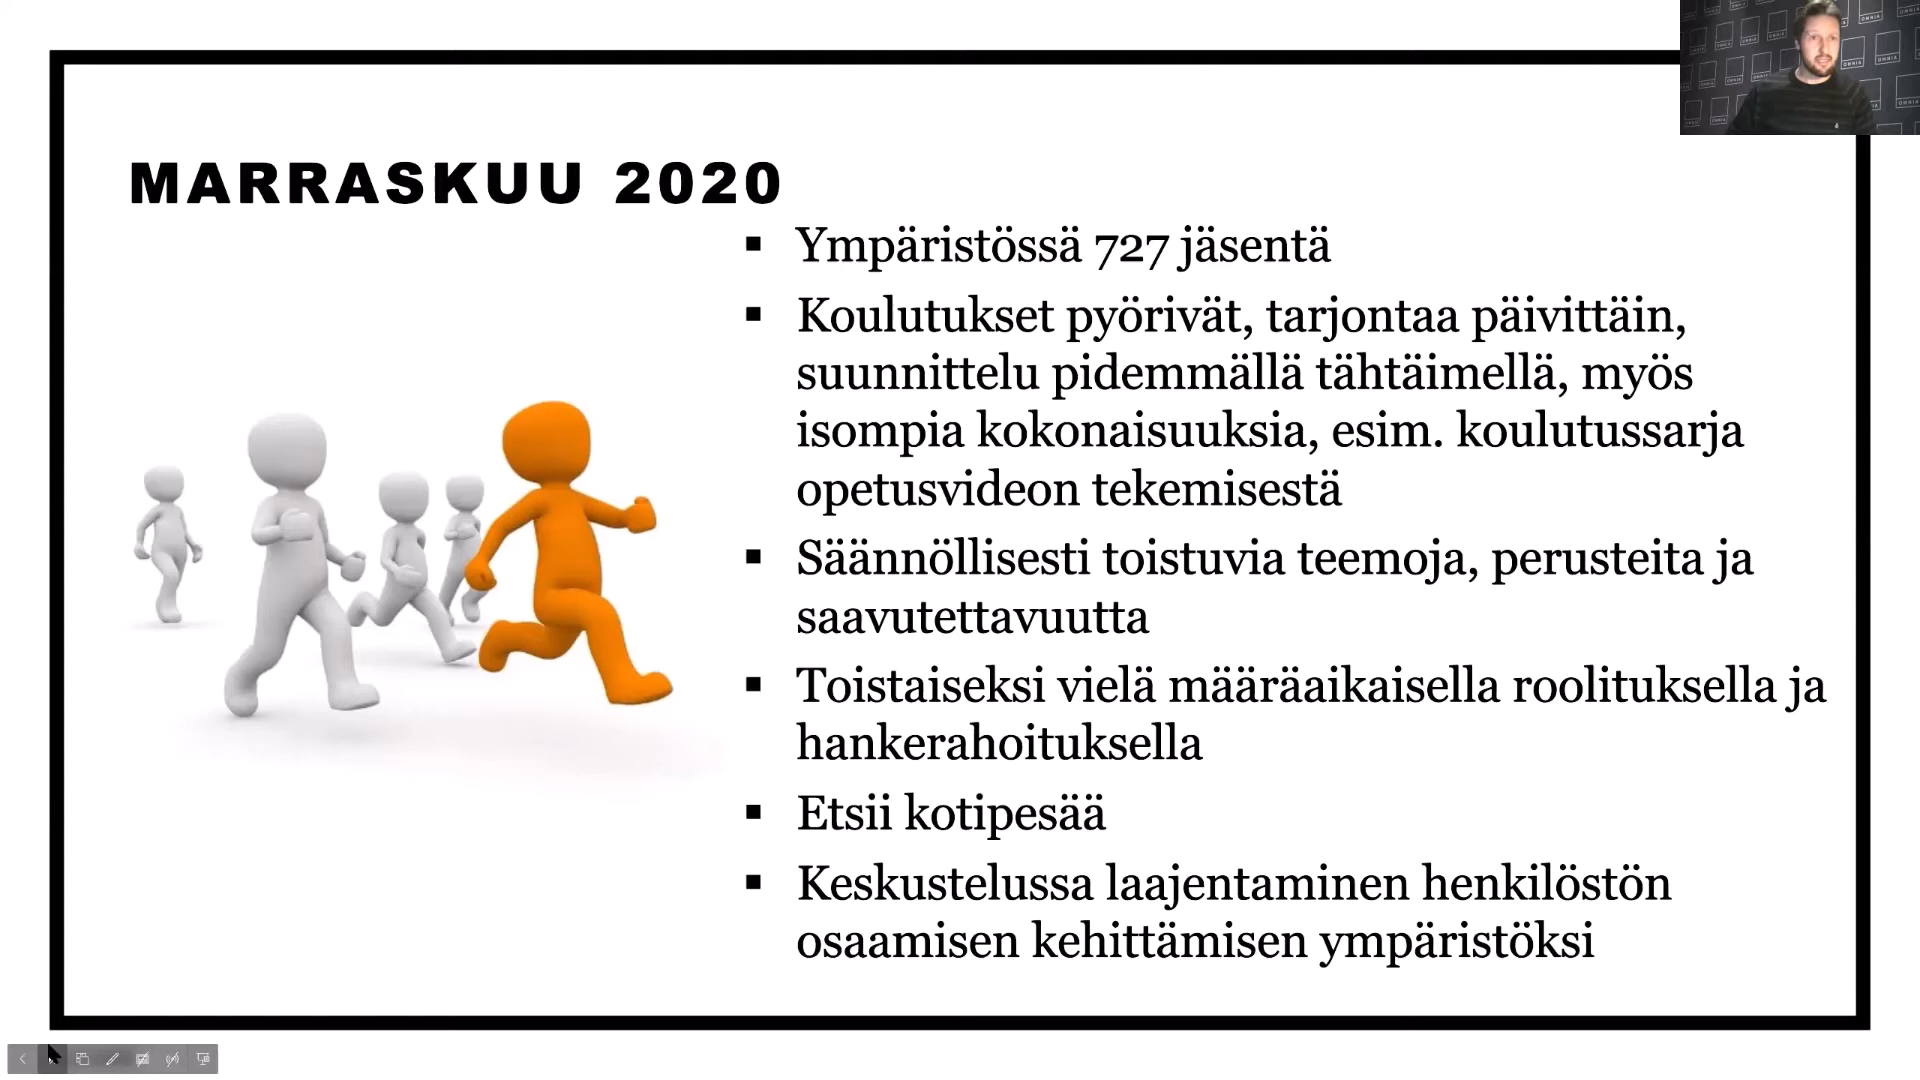 MARRASKUU 2020
▪ Ympäristössä 727 jäsentä
▪ Koulutukset pyörivät, tarjontaa päivittäin,
suunnittelu pidemmällä tähtäimellä, myös
isompia kokonaisuuksia, esim. koulutussarja
opetusvideon tekemisestä
▪ Säännöllisesti toistuvia teemoja, perusteita ja
saavutettavuutta
▪ Toistaiseksi vielä määräaikaisella roolituksella ja
hankerahoituksella
▪ Etsii kotipesää
▪ Keskustelussa laajentaminen henkilöstön
osaamisen kehittämisen ympäristöksi
OMNIA